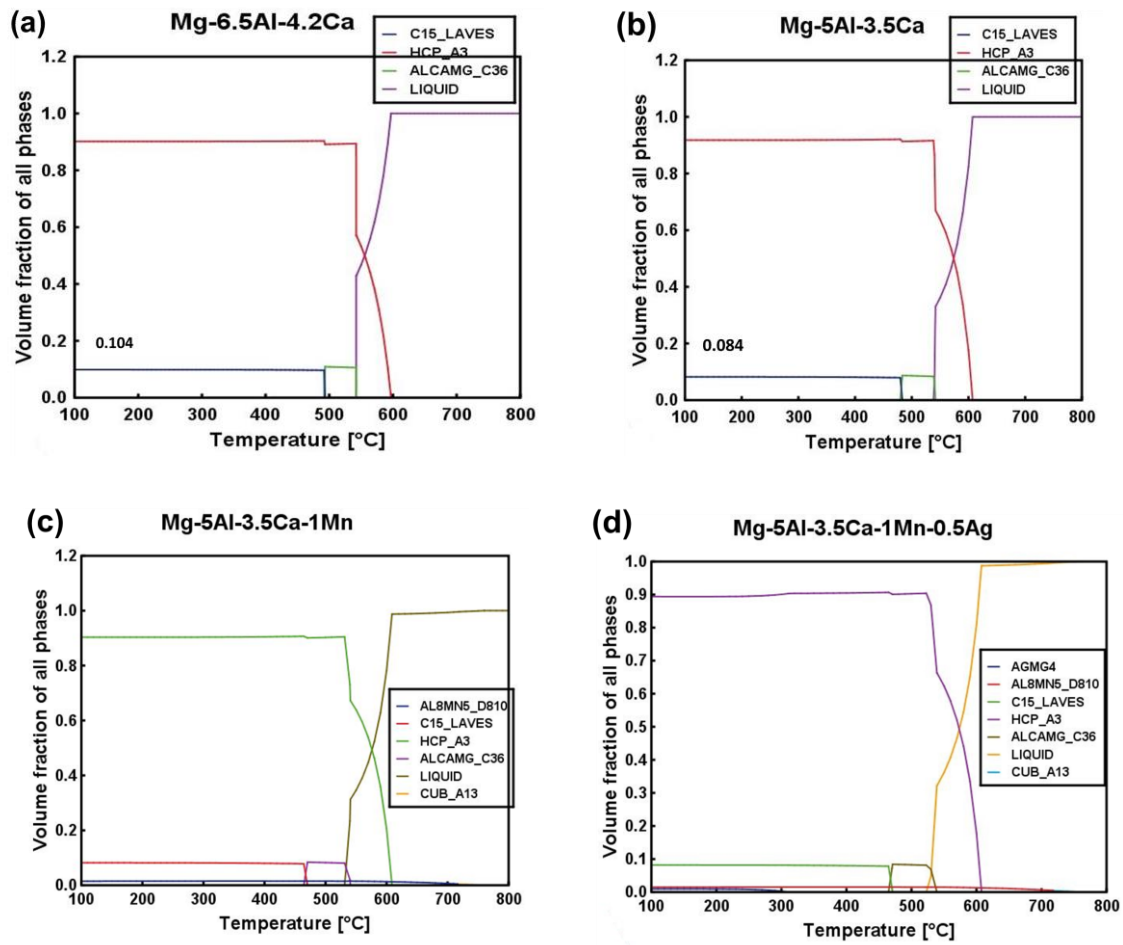 (a)
Mg-6.5Al-4.2Ca
C15_LAVES
HCP_A3
ALCAMG_C36
LIQUID
Volume fraction of all phases
1.2
1.0
0.8
0.6
0.4
0.2
0.0
0.104
100 200 300 400 500 600 700 800
Temperature [°C]
(b)
Mg-5Al-3.5Ca
C15_LAVES
HCP_A3
ALCAMG_C36
LIQUID
Volume fraction of all phases
1.2
1.0
0.8
0.6
0.4
0.2
0.0
0.084
100 200 300 400 500 600 700 800
Temperature [°C]
(c)
Mg-5Al-3.5Ca-1Mn
Volume fraction of all phases
1.2
1.0
0.8
0.6
0.4
0.2
0.0
AL8MN5_D810
C15_LAVES
HCP_A3
ALCAMG_C36
LIQUID
CUB_A13
100 200 300 400 500 600 700 800
Temperature [°C]
(d)
Mg-5Al-3.5Ca-1Mn-0.5Ag
Volume fraction of all phases
1.0
0.9
0.8
0.7
0.6
0.5
0.4
0.3
0.2
0.1
0.0
AGMG4
AL8MN5_D810
C15_LAVES
HCP_A3
ALCAMG_C36
LIQUID
CUB_A13
100 200 300 400 500 600 700 800
Temperature [°C]